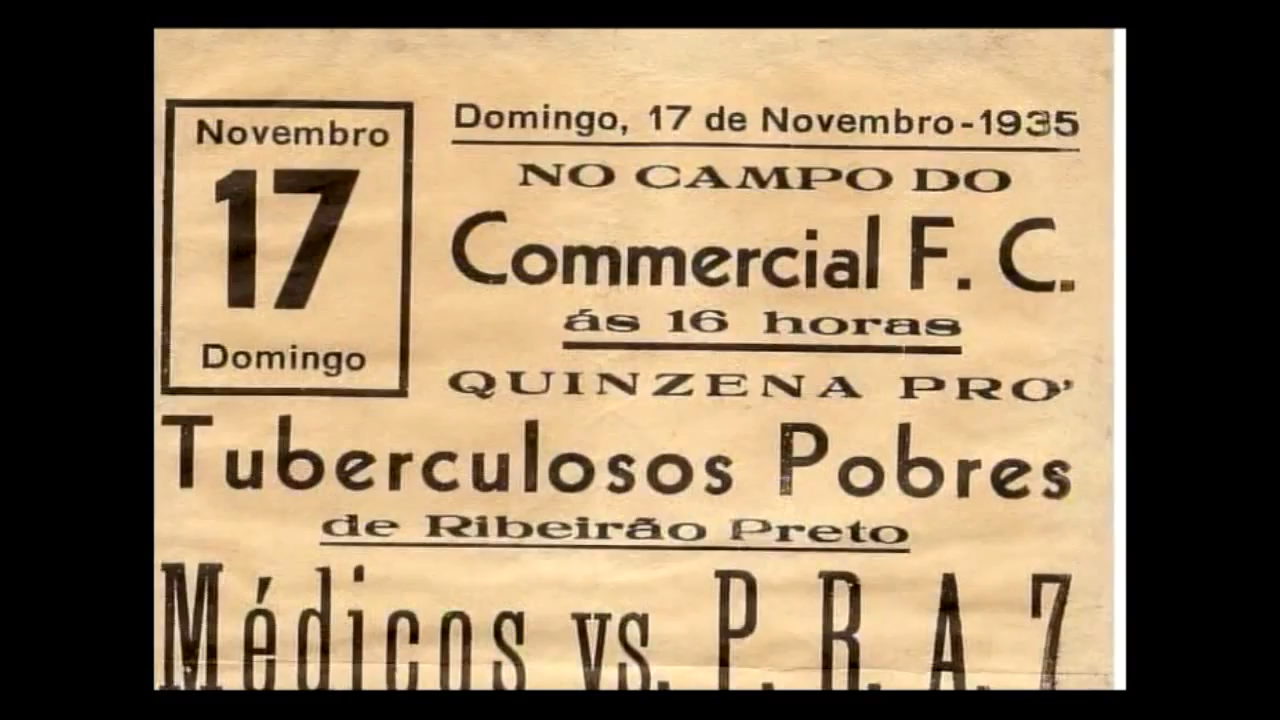 Novembro
17
Domingo
Domingo, 17 de Novembro - 1935
NO CAMPO DO
Commercial F. C.
ás 16 horas
QUINZENA PRO'
Tuberculosos Pobres
de Ribeirão Preto
Médicos vs. P. R. A. 7